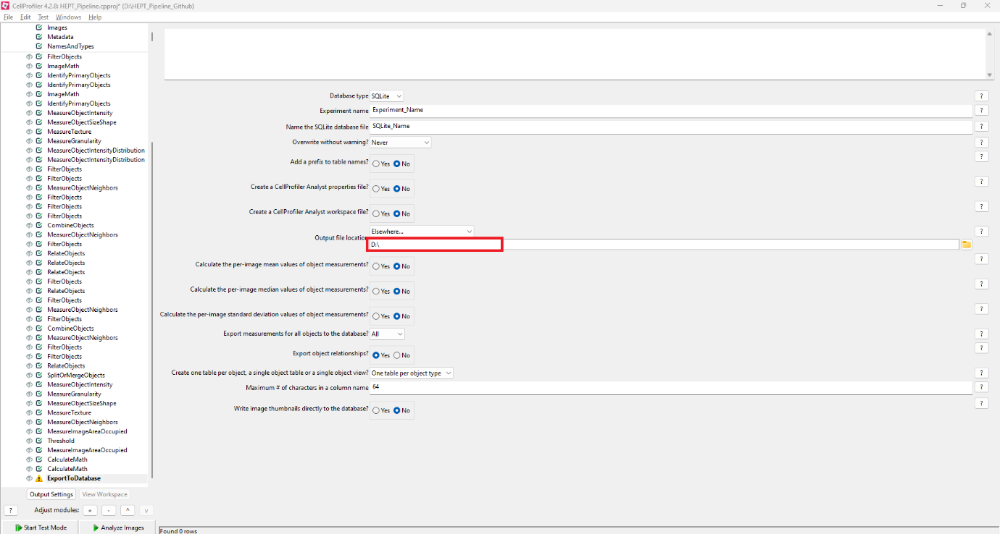 CellProfiler 4.2.8: HEPT_Pipeline.cpproj* (D:\HEPT_Pipeline_Github)
File Edit Test Windows Help
Images
Metadata
NamesAndTypes
FilterObjects
ImageMath
IdentifyPrimaryObjects
IdentifyPrimaryObjects
ImageMath
IdentifyPrimaryObjects
MeasureObjectIntensity
MeasureObjectSizeShape
MeasureTexture
MeasureGranularity
MeasureObjectIntensityDistribution
MeasureObjectIntensityDistribution
FilterObjects
FilterObjects
MeasureObjectNeighbors
FilterObjects
FilterObjects
FilterObjects
CombineObjects
MeasureObjectNeighbors
FilterObjects
RelateObjects
RelateObjects
RelateObjects
FilterObjects
RelateObjects
FilterObjects
MeasureObjectNeighbors
FilterObjects
CombineObjects
MeasureObjectNeighbors
FilterObjects
FilterObjects
RelateObjects
SplitOrMergeObjects
MeasureObjectIntensity
MeasureGranularity
MeasureObjectSizeShape
MeasureTexture
MeasureObjectNeighbors
MeasureImageAreaOccupied
Threshold
MeasureImageAreaOccupied
CalculateMath
CalculateMath
ExportToDatabase
Output Settings View Workspace
? Adjust modules: + - ^ v
Start Test Mode Analyze Images
Database type SQLite ?
Experiment name Experiment_Name ?
Name the SQLite database file SQLite_Name ?
Overwrite without warning? Never ?
Add a prefix to table names? Yes No ?
Create a CellProfiler Analyst properties file? Yes No ?
Create a CellProfiler Analyst workspace file? Yes No ?
Output file location Elsewhere... ?
D:\
Calculate the per-image mean values of object measurements? Yes No ?
Calculate the per-image median values of object measurements? Yes No ?
Calculate the per-image standard deviation values of object measurements? Yes No ?
Export measurements for all objects to the database? All ?
Export object relationships? Yes No ?
Create one table per object, a single object table or a single object view? One table per object type ?
Maximum # of characters in a column name 64 ?
Write image thumbnails directly to the database? Yes No ?
Found 0 rows